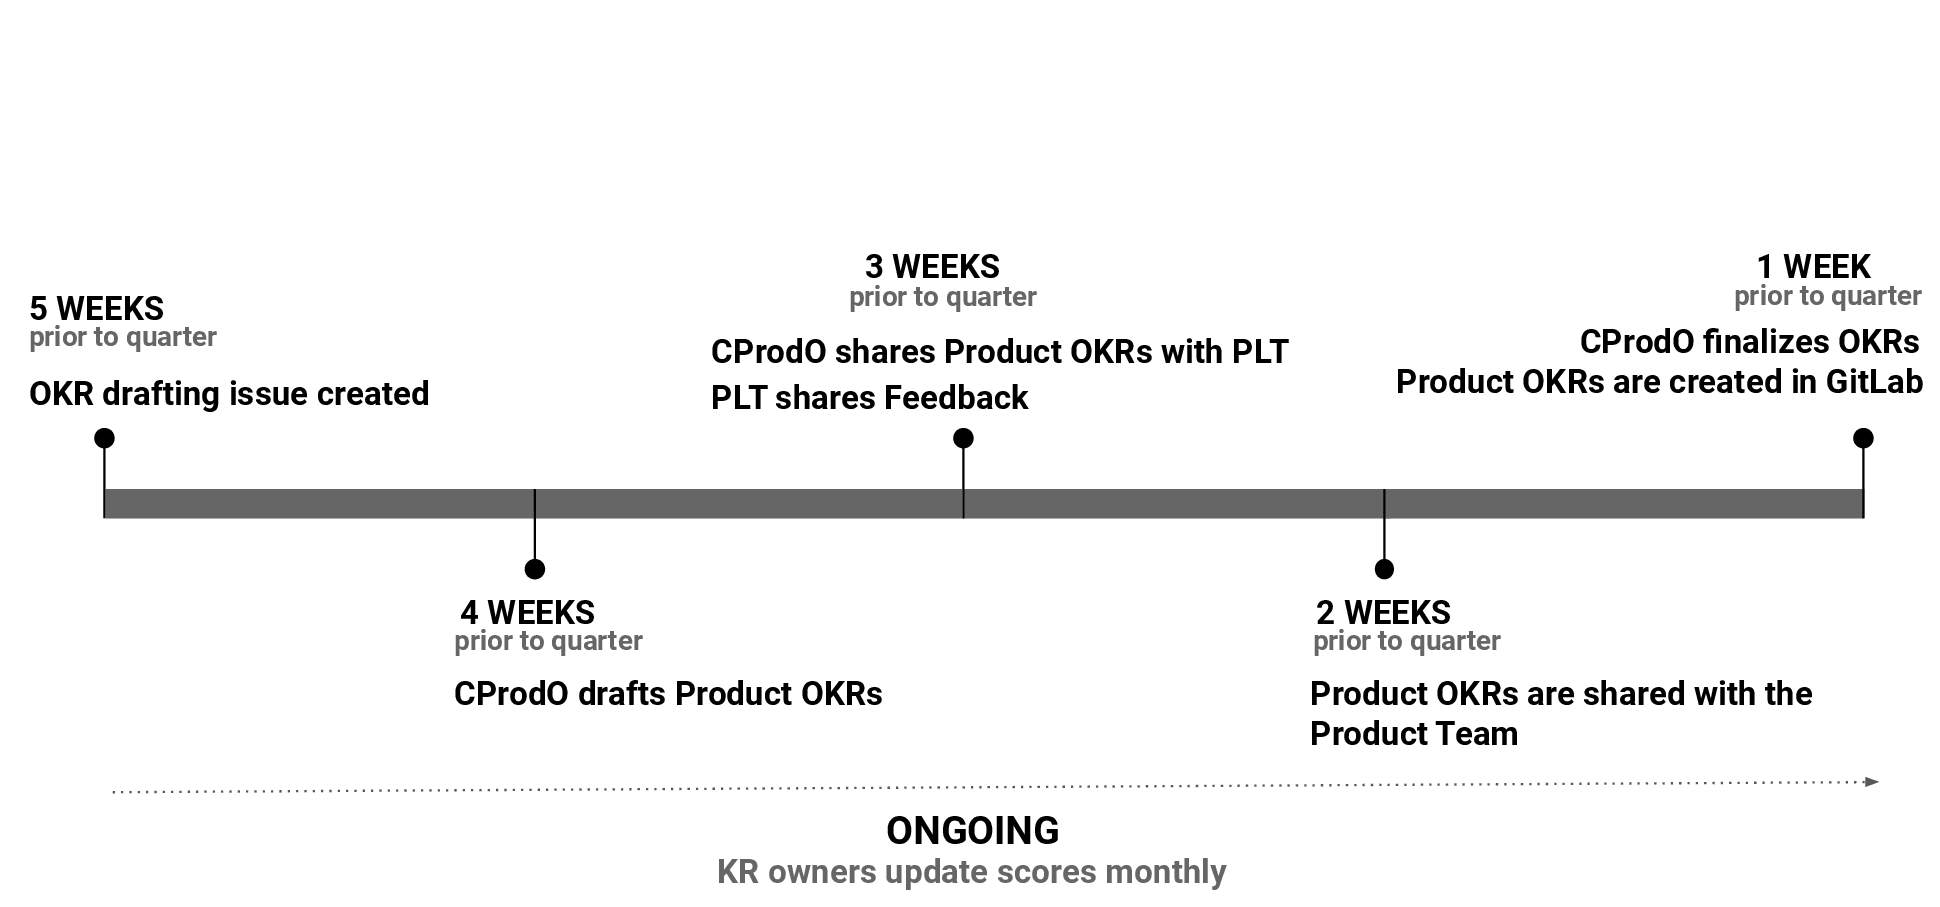 5 WEEKS
prior to quarter
OKR drafting issue created
4 WEEKS
prior to quarter
CProdO drafts Product OKRs
3 WEEKS
prior to quarter
CProdO shares Product OKRs with PLT
PLT shares Feedback
2 WEEKS
prior to quarter
Product OKRs are shared with the
Product Team
1 WEEK
prior to quarter
CProdO finalizes OKRs
Product OKRs are created in GitLab
ONGOING
KR owners update scores monthly